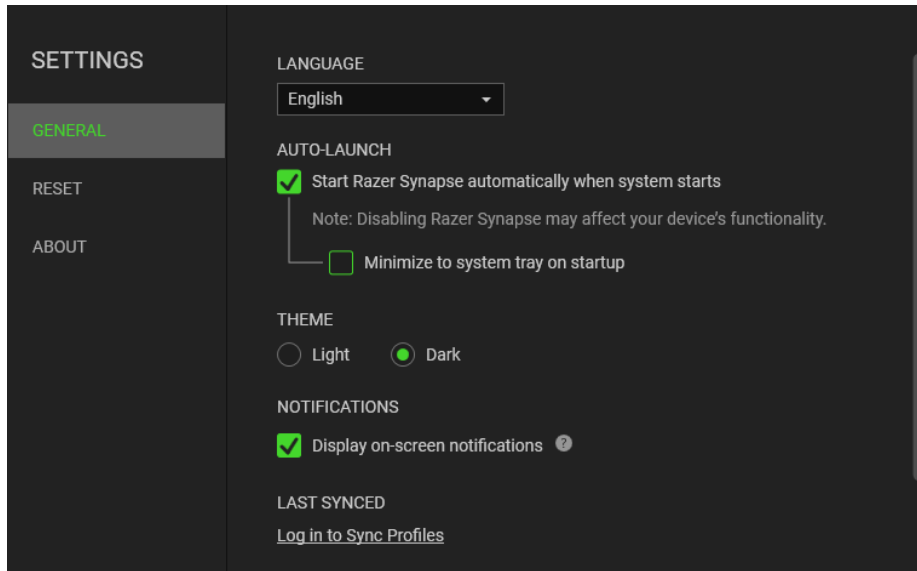 SETTINGS
GENERAL
RESET
ABOUT
LANGUAGE
English
AUTO-LAUNCH
Start Razer Synapse automatically when system starts
Note: Disabling Razer Synapse may affect your device's functionality.
Minimize to system tray on startup
THEME
Light Dark
NOTIFICATIONS
Display on-screen notifications ?
LAST SYNCED
Log in to Sync Profiles